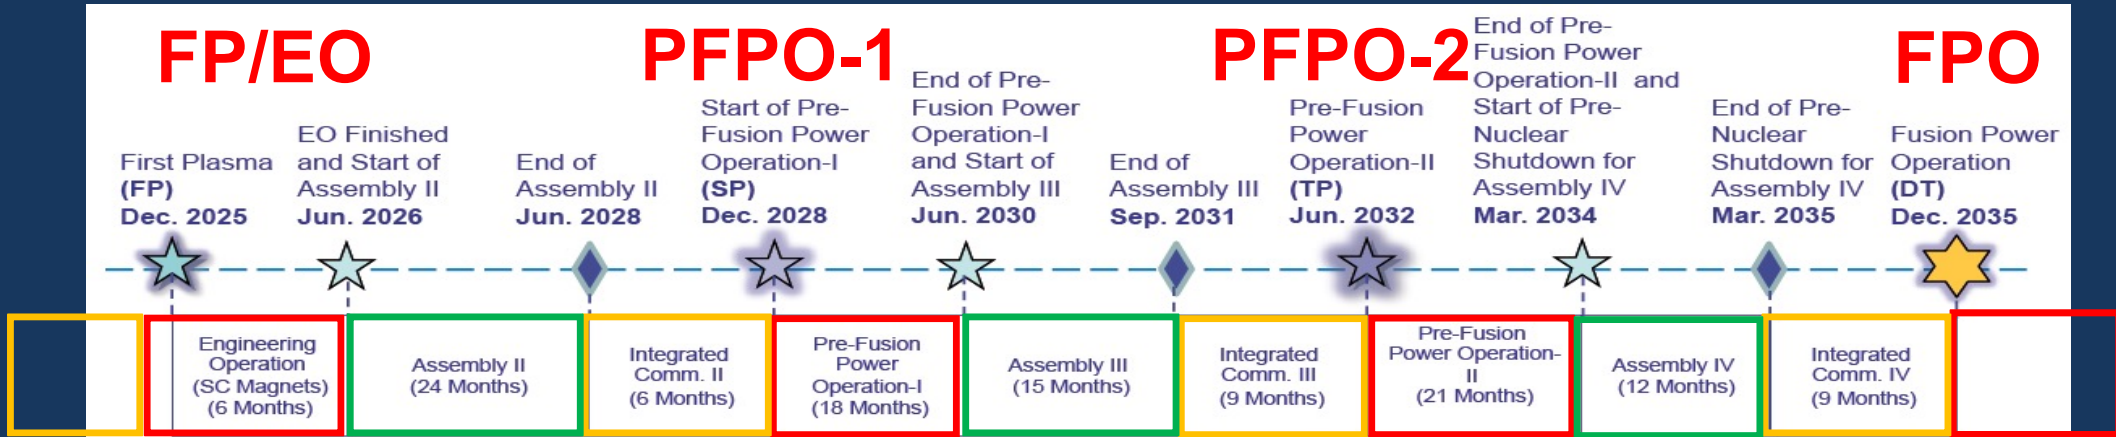 FP/EO
PFPO-1
PFPO-2
FPO
First Plasma
(FP)
Dec. 2025
EO Finished
and Start of
Assembly II
Jun. 2026
End of
Assembly II
Jun. 2028
Start of Pre-
Fusion Power
Operation-I
(SP)
Dec. 2028
End of Pre-
Fusion Power
Operation-I
and Start of
Assembly III
Jun. 2030
End of
Assembly III
Sep. 2031
Pre-Fusion
Power
Operation-II
(TP)
Jun. 2032
End of Pre-
Fusion Power
Operation-II and
Start of Pre-
Nuclear
Shutdown for
Assembly IV
Mar. 2034
End of Pre-
Nuclear
Shutdown for
Assembly IV
Mar. 2035
Fusion Power
Operation
(DT)
Dec. 2035
Engineering
Operation
(SC Magnets)
(6 Months)
Assembly II
(24 Months)
Integrated
Comm. II
(6 Months)
Pre-Fusion
Power
Operation-I
(18 Months)
Assembly III
(15 Months)
Integrated
Comm. III
(9 Months)
Pre-Fusion
Power Operation-
II
(21 Months)
Assembly IV
(12 Months)
Integrated
Comm. IV
(9 Months)